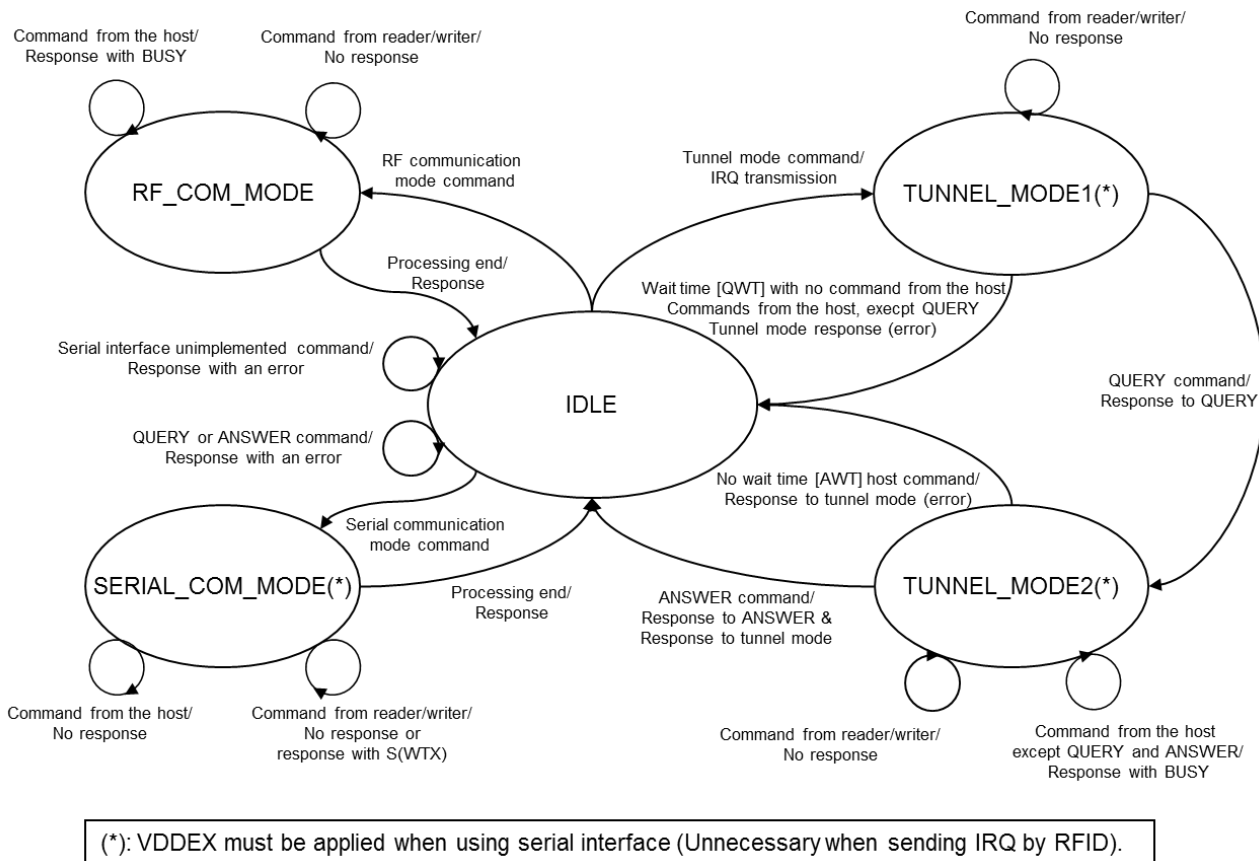 Command from the host/
Response with BUSY
Command from reader/writer/
No response
Command from reader/writer/
No response
RF_COM_MODE
RF communication
mode command
Tunnel mode command/
IRQ transmission
TUNNEL_MODE1(*)
Processing end/
Response
Wait time [QWT] with no command from the host
Commands from the host, execpt QUERY
Tunnel mode response (error)
Serial interface unimplemented command/
Response with an error
IDLE
QUERY command/
Response to QUERY
QUERY or ANSWER command/
Response with an error
No wait time [AWT] host command/
Response to tunnel mode (error)
Serial communication
mode command
SERIAL_COM_MODE(*)
Processing end/
Response
ANSWER command/
Response to ANSWER &
Response to tunnel mode
TUNNEL_MODE2(*)
Command from the host/
No response
Command from reader/writer/
No response or
response with S(WTX)
Command from reader/writer/
No response
Command from the host
except QUERY and ANSWER/
Response with BUSY
(*): VDDEX must be applied when using serial interface (Unnecessary when sending IRQ by RFID).